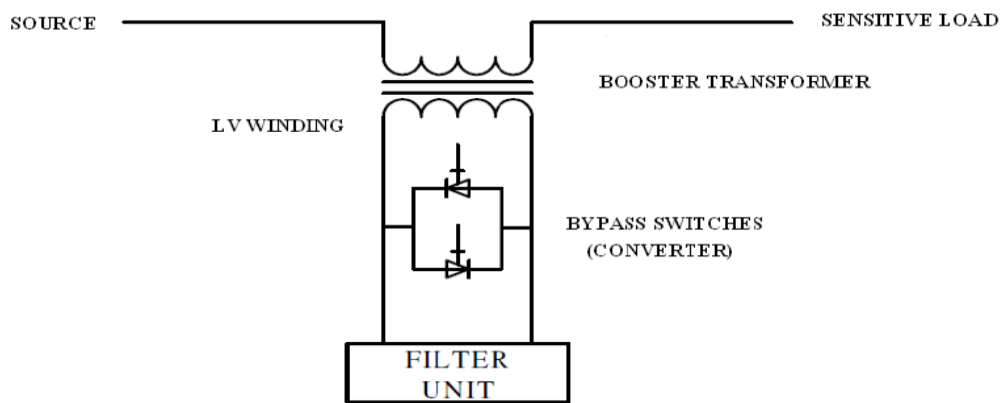 SOURCE
SENSITIVE LOAD
BOOSTER TRANSFORMER
LV WINDING
BYPASS SWITCHES
(CONVERTER)
FILTER
UNIT